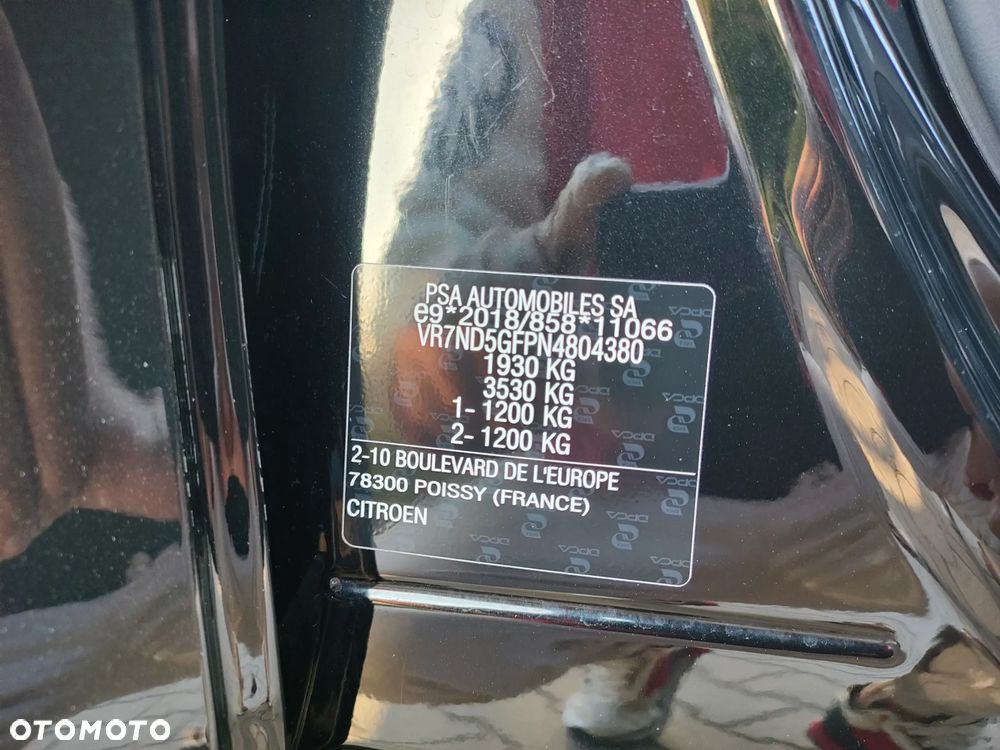 PSA AUTOMOBILES SA
e9*2018/858*11066
VR7ND5GFPN4804380
1930 KG
3530 KG
1- 1200 KG
2- 1200 KG
2-10 BOULEVARD DE L'EUROPE
78300 POISSY (FRANCE)
CITROEN
DPCA
OTOMOTO